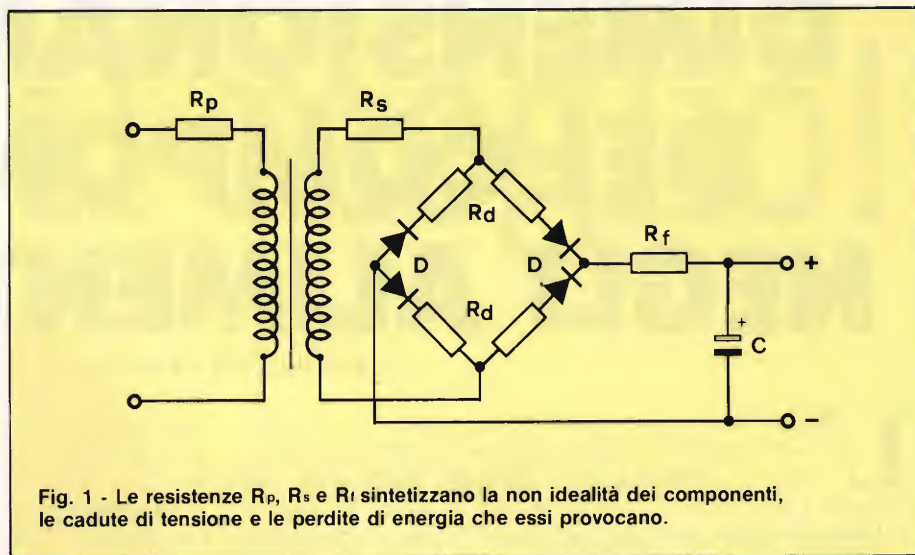 Rp
Rs
Rd
Rf
D
D
+
Rd
+
C
-
Fig. 1 - Le resistenze Rp, Rs e Rf sintetizzano la non idealità dei componenti,
le cadute di tensione e le perdite di energia che essi provocano.